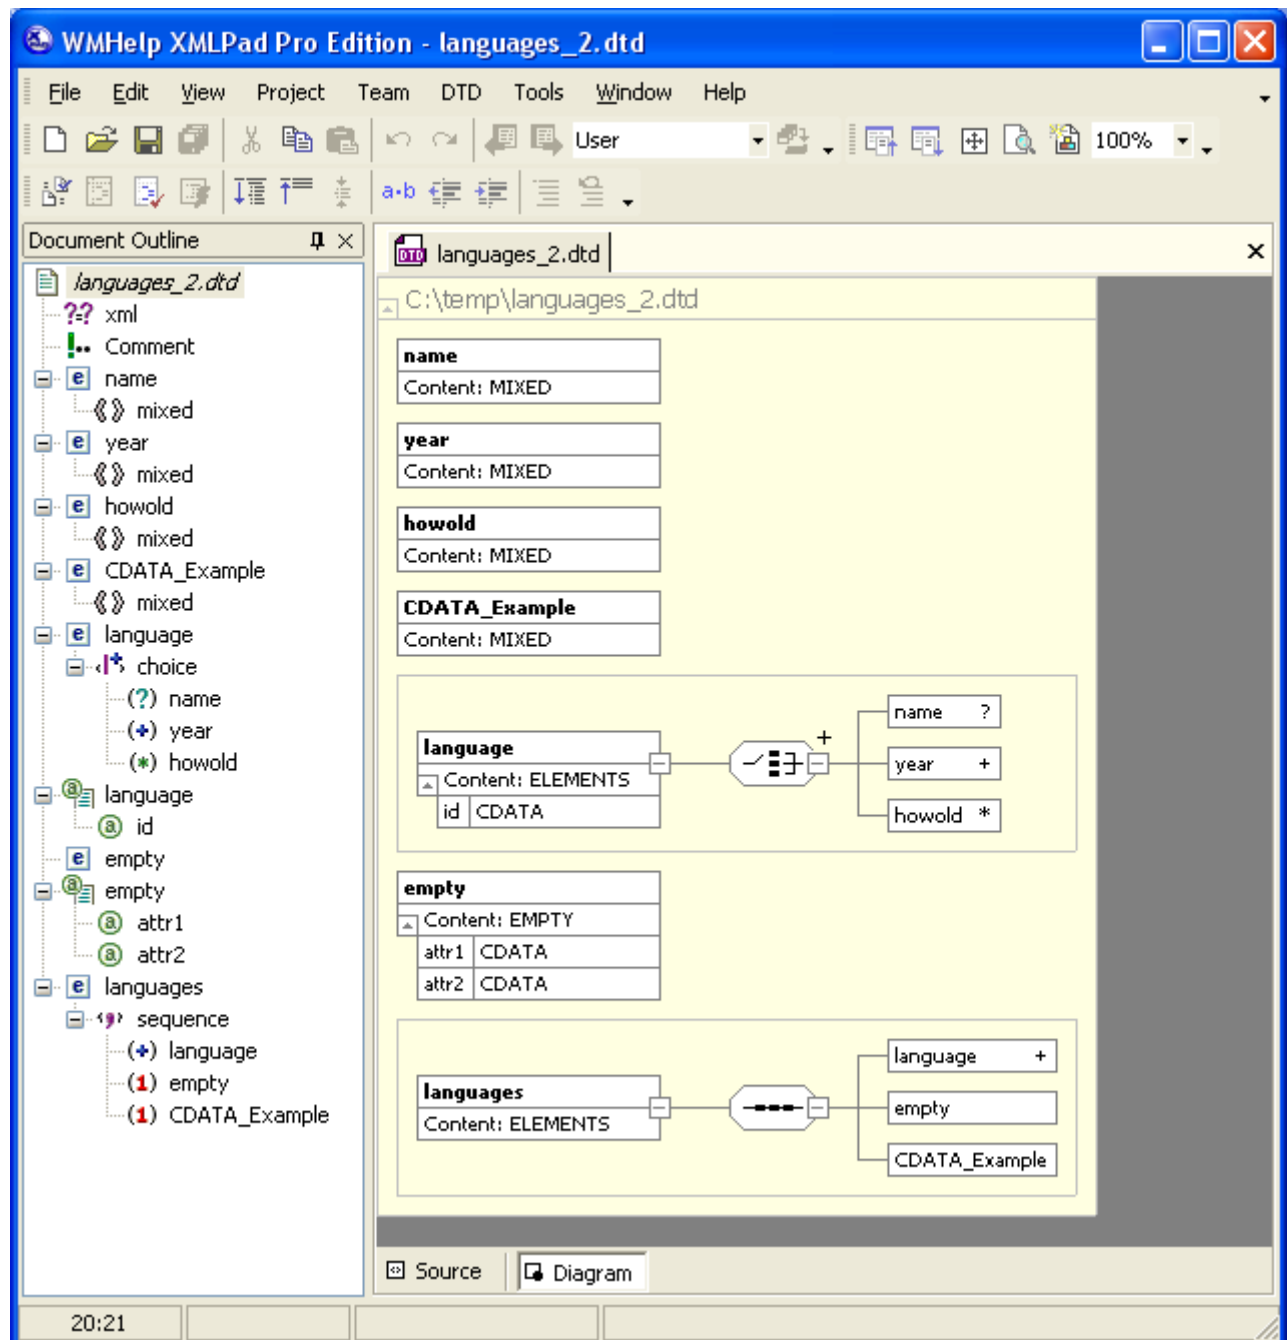 WMHelp XMLPad Pro Edition - languages_2.dtd
File Edit View Project Team DTD Tools Window Help
User 100%
a•b
Document Outline
languages_2.dtd
xml
Comment
name
mixed
year
mixed
howold
mixed
CDATA_Example
mixed
language
choice
(?) name
(+) year
(*) howold
language
id
empty
empty
attr1
attr2
languages
sequence
(+) language
(1) empty
(1) CDATA_Example
languages_2.dtd
C:\temp\languages_2.dtd
name
Content: MIXED
year
Content: MIXED
howold
Content: MIXED
CDATA_Example
Content: MIXED
language
Content: ELEMENTS
id CDATA
+
name ?
year +
howold *
empty
Content: EMPTY
attr1 CDATA
attr2 CDATA
languages
Content: ELEMENTS
language +
empty
CDATA_Example
Source Diagram
20:21